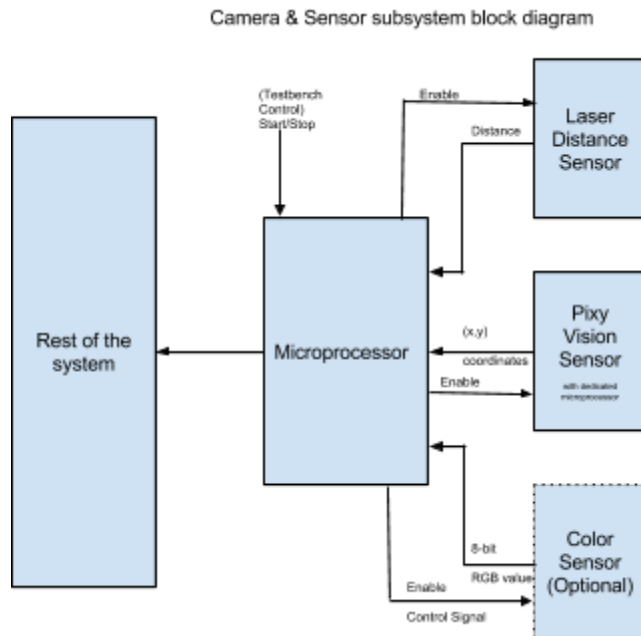 Camera & Sensor subsystem block diagram
(Testbench
Control)
Start/Stop
Enable
Distance
Laser
Distance
Sensor
Rest of the
system
Microprocessor
(x,y)
coordinates
Enable
Pixy
Vision
Sensor
with dedicated
microprocessor
8-bit
RGB value
Enable
Control Signal
Color
Sensor
(Optional)